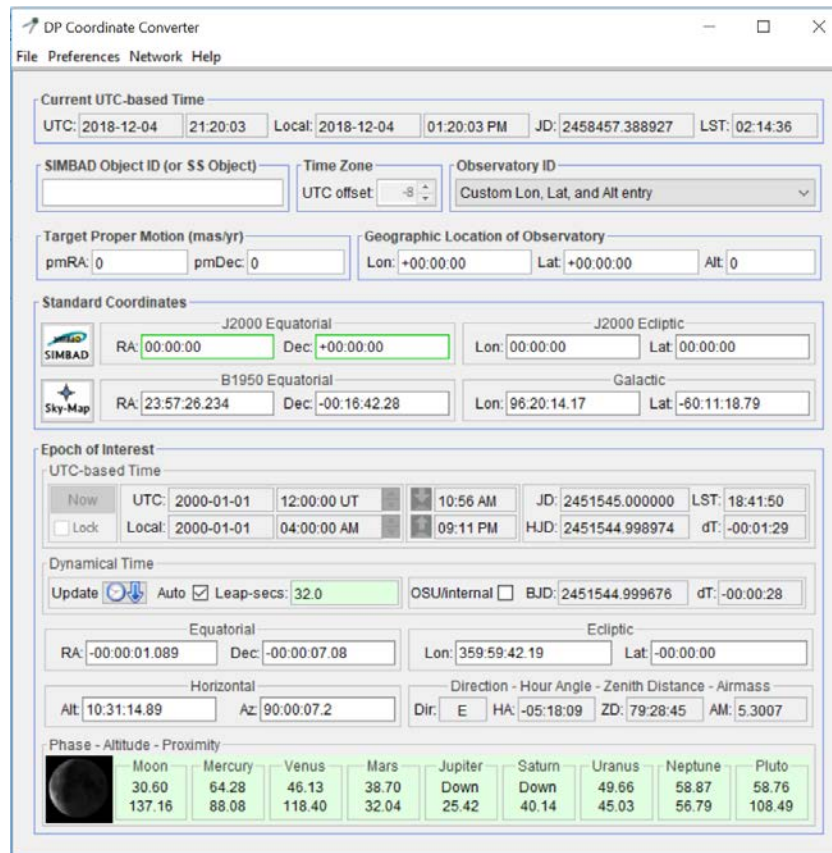 DP Coordinate Converter
File Preferences Network Help
Current UTC-based Time
UTC: 2018-12-04 21:20:03 Local: 2018-12-04 01:20:03 PM JD: 2458457.388927 LST: 02:14:36
SIMBAD Object ID (or SS Object) Time Zone Observatory ID
UTC offset: -8 Custom Lon, Lat, and Alt entry
Target Proper Motion (mas/yr) Geographic Location of Observatory
pmRA: 0 pmDec: 0 Lon: +00:00:00 Lat: +00:00:00 Alt: 0
Standard Coordinates
J2000 Equatorial J2000 Ecliptic
SIMBAD RA: 00:00:00 Dec: +00:00:00 Lon: 00:00:00 Lat: 00:00:00
B1950 Equatorial Galactic
Sky-Map RA: 23:57:26.234 Dec: -00:16:42.28 Lon: 96:20:14.17 Lat: -60:11:18.79
Epoch of Interest
UTC-based Time
Now UTC: 2000-01-01 12:00:00 UT 10:56 AM JD: 2451545.000000 LST: 18:41:50
Lock Local: 2000-01-01 04:00:00 AM 09:11 PM HJD: 2451544.998974 dT: -00:01:29
Dynamical Time
Update Auto Leap-secs: 32.0 OSU/internal BJD: 2451544.999676 dT: -00:00:28
Equatorial Ecliptic
RA: -00:00:01.089 Dec: -00:00:07.08 Lon: 359:59:42.19 Lat: -00:00:00
Horizontal Direction - Hour Angle - Zenith Distance - Airmass
Alt: 10:31:14.89 Az: 90:00:07.2 Dir: E HA: -05:18:09 ZD: 79:28:45 AM: 5.3007
Phase - Altitude - Proximity
Moon Mercury Venus Mars Jupiter Saturn Uranus Neptune Pluto
30.60 64.28 46.13 38.70 Down Down 49.66 58.87 58.76
137.16 88.08 118.40 32.04 25.42 40.14 45.03 56.79 108.49